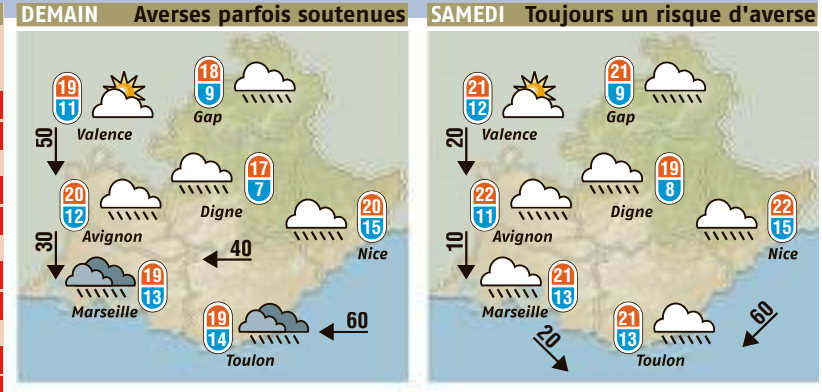 DEMAIN Averses parfois soutenues
19
11
Valence
18
9
Gap
50
17
7
Digne
20
12
Avignon
20
15
Nice
30
40
19
13
Marseille
19
14
Toulon
60
SAMEDI Toujours un risque d'averse
21
12
Valence
21
9
Gap
20
19
8
Digne
22
11
Avignon
22
15
Nice
10
21
13
Marseille
20
21
13
Toulon
60